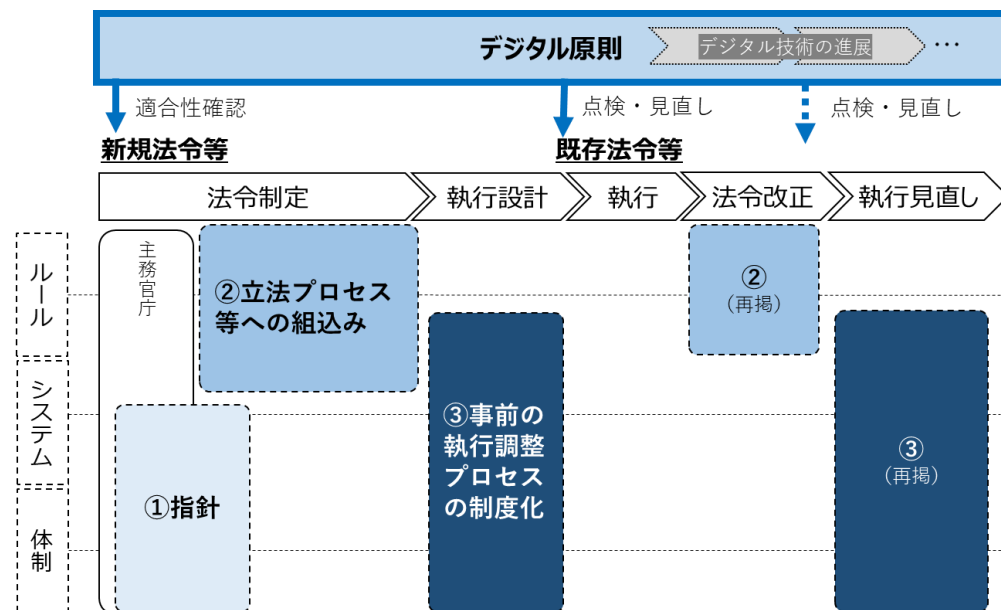 デジタル原則
デジタル技術の進展
…
適合性確認
点検・見直し
点検・見直し
新規法令等
既存法令等
法令制定
執行設計
執行
法令改正
執行見直し
ルール
システム
体制
主務官庁
②立法プロセス
等への組込み
②
（再掲）
①指針
③事前の
執行調整
プロセス
の制度化
③
（再掲）